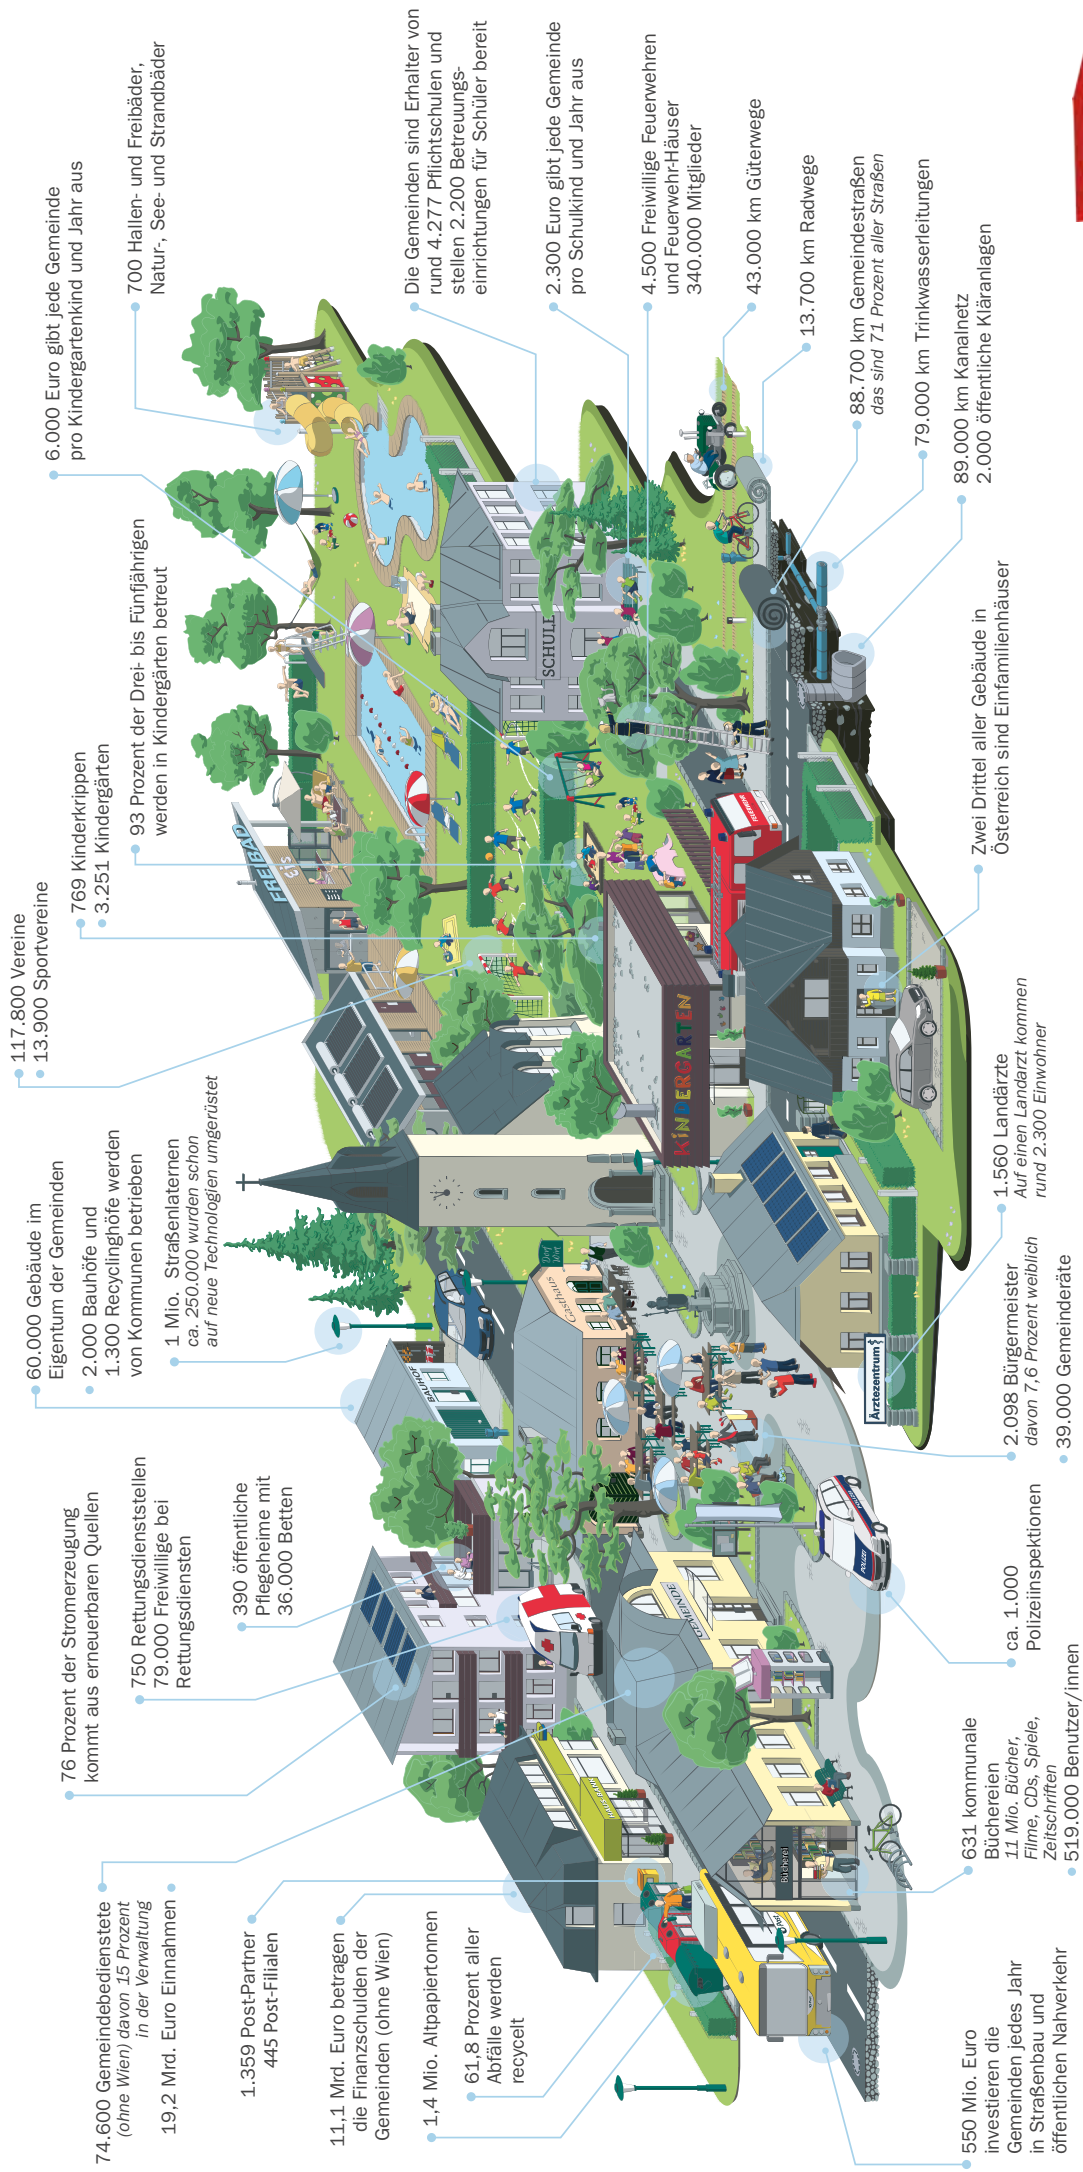 74.600 Gemeindebedienstete
(ohne Wien) davon 15 Prozent
in der Verwaltung
19,2 Mrd. Euro Einnahmen
1.359 Post-Partner
445 Post-Filialen
11,1 Mrd. Euro betragen
die Finanzschulden der
Gemeinden (ohne Wien)
1,4 Mio. Altpapiertonnen
61,8 Prozent aller
Abfälle werden
recycelt
76 Prozent der Stromerzeugung
kommt aus erneuerbaren Quellen
750 Rettungsdienststellen
79.000 Freiwillige bei
Rettungsdiensten
390 öffentliche
Pflegeheime mit
36.000 Betten
60.000 Gebäude im
Eigentum der Gemeinden
2.000 Bauhöfe und
1.300 Recyclinghöfe werden
von Kommunen betrieben
1 Mio. Straßenlaternen
ca. 250.000 wurden schon
auf neue Technologien umgerüstet
117.800 Vereine
13.900 Sportvereine
769 Kinderkrippen
3.251 Kindergärten
93 Prozent der Drei- bis Fünfjährigen
werden in Kindergärten betreut
6.000 Euro gibt jede Gemeinde
pro Kindergartenkind und Jahr aus
700 Hallen- und Freibäder,
Natur-, See- und Strandbäder
Die Gemeinden sind Erhalter von
rund 4.277 Pflichtschulen und
stellen 2.200 Betreuungs-
einrichtungen für Schüler bereit
2.300 Euro gibt jede Gemeinde
pro Schulkind und Jahr aus
4.500 Freiwillige Feuerwehren
und Feuerwehr-Häuser
340.000 Mitglieder
43.000 km Güterwege
13.700 km Radwege
88.700 km Gemeindestraßen
das sind 71 Prozent aller Straßen
79.000 km Trinkwasserleitungen
89.000 km Kanalnetz
2.000 öffentliche Kläranlagen
Zwei Drittel aller Gebäude in
Österreich sind Einfamilienhäuser
1.560 Landärzte
Auf einen Landarzt kommen
rund 2.300 Einwohner
2.098 Bürgermeister
davon 7,6 Prozent weiblich
39.000 Gemeinderäte
ca. 1.000
Polizeiinspektionen
631 kommunale
Büchereien
11 Mio. Bücher,
Filme, CDs, Spiele,
Zeitschriften
519.000 Benutzer/innen
550 Mio. Euro
investieren die
Gemeinden jedes Jahr
in Straßenbau und
öffentlichen Nahverkehr
FREIBAD
SCHULE
KINDERGARTEN
BAUHOF
Gasthaus
Dorf
Wirt
HAUSBANK
GEMEINDE
Bücherei
Post
POLIZEI
POLIZEI
Ärztezentrum
FEUERWEHR